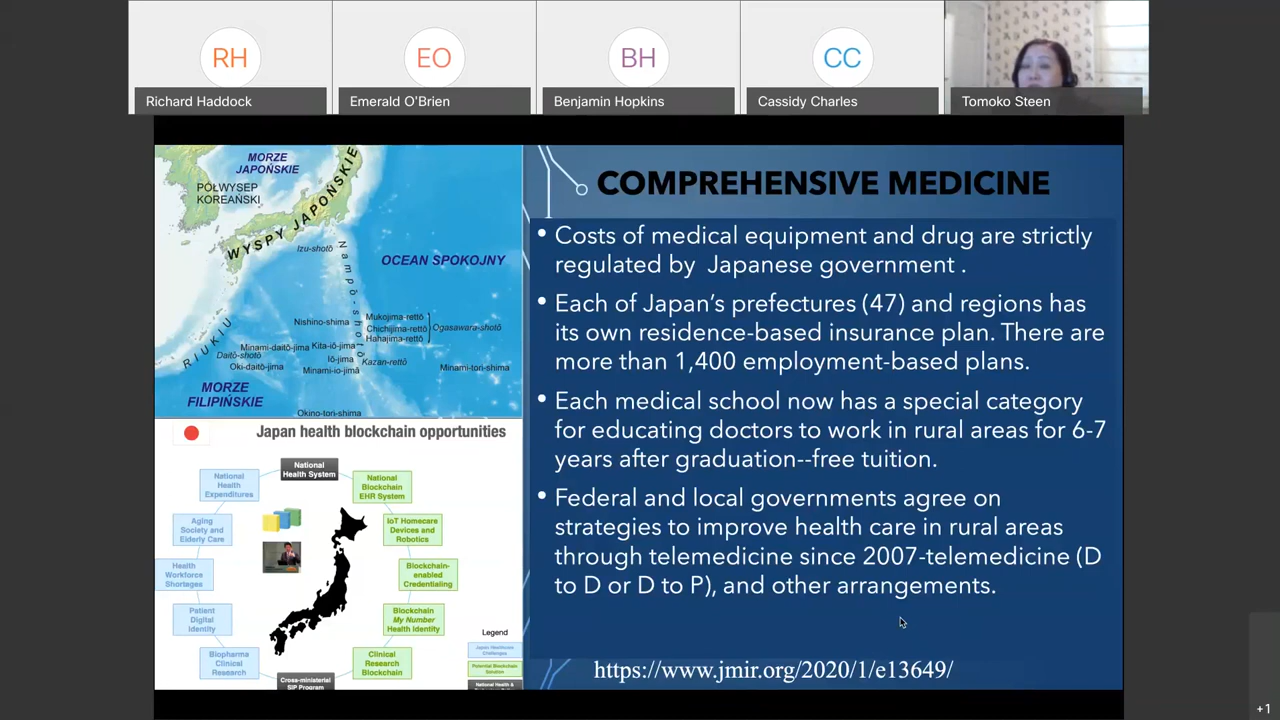 RH
Richard Haddock
EO
Emerald O'Brien
BH
Benjamin Hopkins
CC
Cassidy Charles
Tomoko Steen
MORZE
JAPOŃSKIE
PÓŁWYSEP
KOREAŃSKI
WYSPY JAPOŃSKIE
Izu-shotō
Nampō-shotō
OCEAN SPOKOJNY
RIUKIU
Nishino-shima
Mukojima-rettō
Chichijima-rettō
Hahajima-rettō
Ogasawara-shotō
Minami-daitō-jima
Kita-iō-jima
Daitō-shotō
Oki-daitō-jima
Iō-jima
Kazan-rettō
Minami-io-jima
Minami-tori-shima
MORZE
FILIPIŃSKIE
Okino-tori-shima
Japan health blockchain opportunities
National
Health System
National
Health
Expenditures
National
Blockchain
EHR System
Aging
Society and
Elderly Care
IoT Homecare
Devices and
Robotics
Health
Workforce
Shortages
Blockchain-
enabled
Credentialing
Patient
Digital
Identity
Blockchain
My Number
Health Identity
Legend
Japan Healthcare
Challenges
Biopharma
Clinical
Research
Clinical
Research
Blockchain
Potential Blockchain
Solution
Cross-ministerial
SIP Program
National Health &
COMPREHENSIVE MEDICINE
• Costs of medical equipment and drug are strictly
regulated by Japanese government .
• Each of Japan's prefectures (47) and regions has
its own residence-based insurance plan. There are
more than 1,400 employment-based plans.
• Each medical school now has a special category
for educating doctors to work in rural areas for 6-7
years after graduation--free tuition.
• Federal and local governments agree on
strategies to improve health care in rural areas
through telemedicine since 2007-telemedicine (D
to D or D to P), and other arrangements.
https://www.jmir.org/2020/1/e13649/
+1